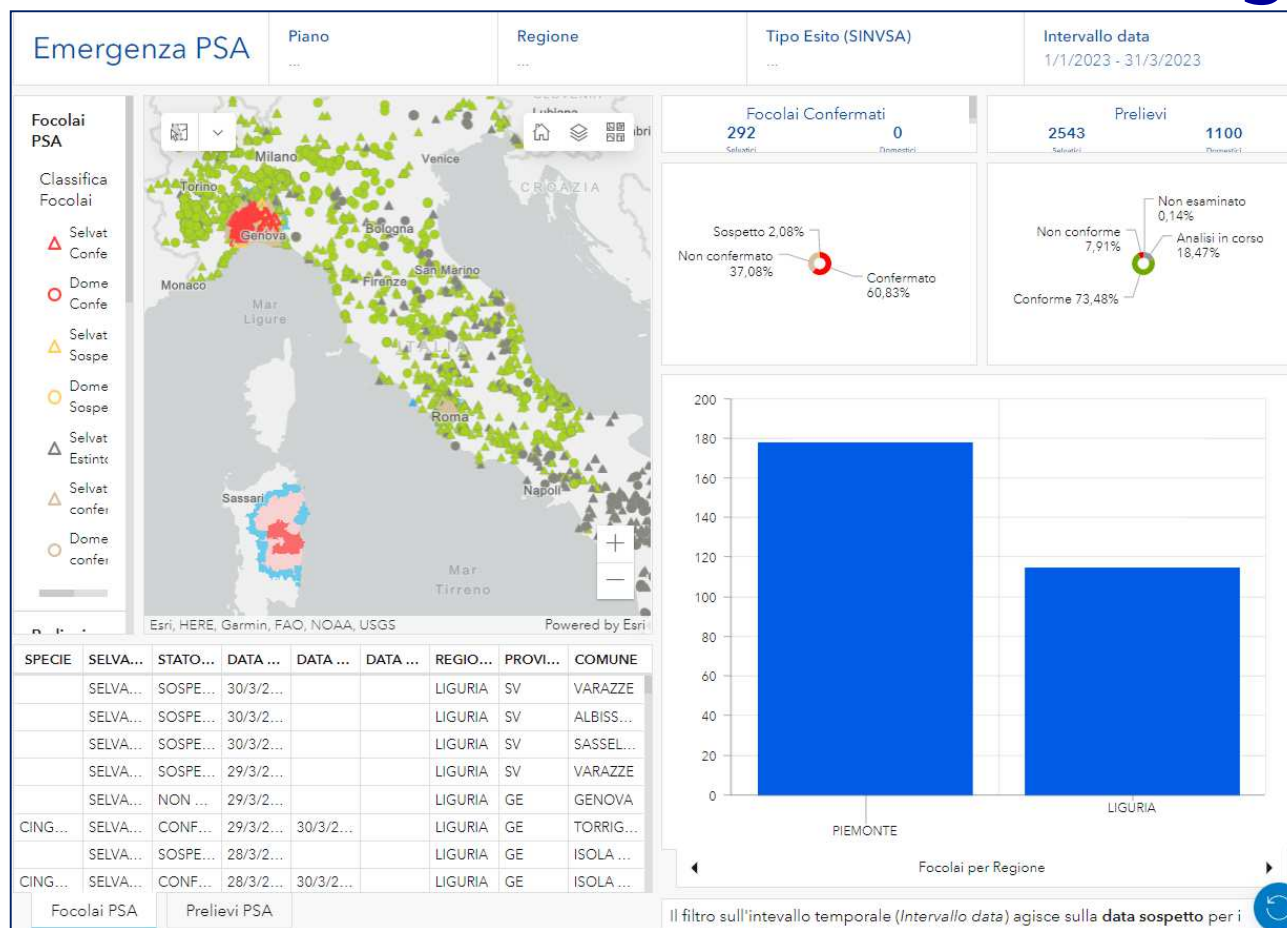 Emergenza PSA
Piano
...
Regione
...
Tipo Esito (SINVSA)
...
Intervallo data
1/1/2023 - 31/3/2023
Focolai
PSA
Classifica
Focolai
Selvat
Confe
Dome
Confe
Selvat
Sospe
Dome
Sospe
Selvat
Estinto
Selvat
confer
Dome
confer
Milano
Venice
Torino
CROAZIA
Genova
Bologna
San Marino
Monaco
Firenze
Mar
Ligure
ITALIA
Roma
Napoli
Sassari
Mar
Tirreno
Esri, HERE, Garmin, FAO, NOAA, USGS
Powered by Esri
Focolai Confermati
292 0
Selvatici Domestici
Prelievi
2543 1100
Selvatici Domestici
Sospetto 2,08%
Non confermato
37,08%
Confermato
60,83%
Non esaminato
0,14%
Non conforme
7,91%
Analisi in corso
18,47%
Conforme 73,48%
200
180
160
140
120
100
80
60
40
20
0
PIEMONTE
LIGURIA
Focolai per Regione
SPECIE SELVA... STATO... DATA ... DATA ... DATA ... REGIO... PROVI... COMUNE
SELVA... SOSPE... 30/3/2... LIGURIA SV VARAZZE
SELVA... SOSPE... 30/3/2... LIGURIA SV ALBISS...
SELVA... SOSPE... 30/3/2... LIGURIA SV SASSEL...
SELVA... SOSPE... 29/3/2... LIGURIA SV VARAZZE
SELVA... NON ... 29/3/2... LIGURIA GE GENOVA
CING... SELVA... CONF... 29/3/2... 30/3/2... LIGURIA GE TORRIG...
SELVA... SOSPE... 28/3/2... LIGURIA GE ISOLA ...
CING... SELVA... CONF... 28/3/2... 30/3/2... LIGURIA GE ISOLA ...
Focolai PSA Prelievi PSA
Il filtro sull'intevallo temporale (Intervallo data) agisce sulla data sospetto per i